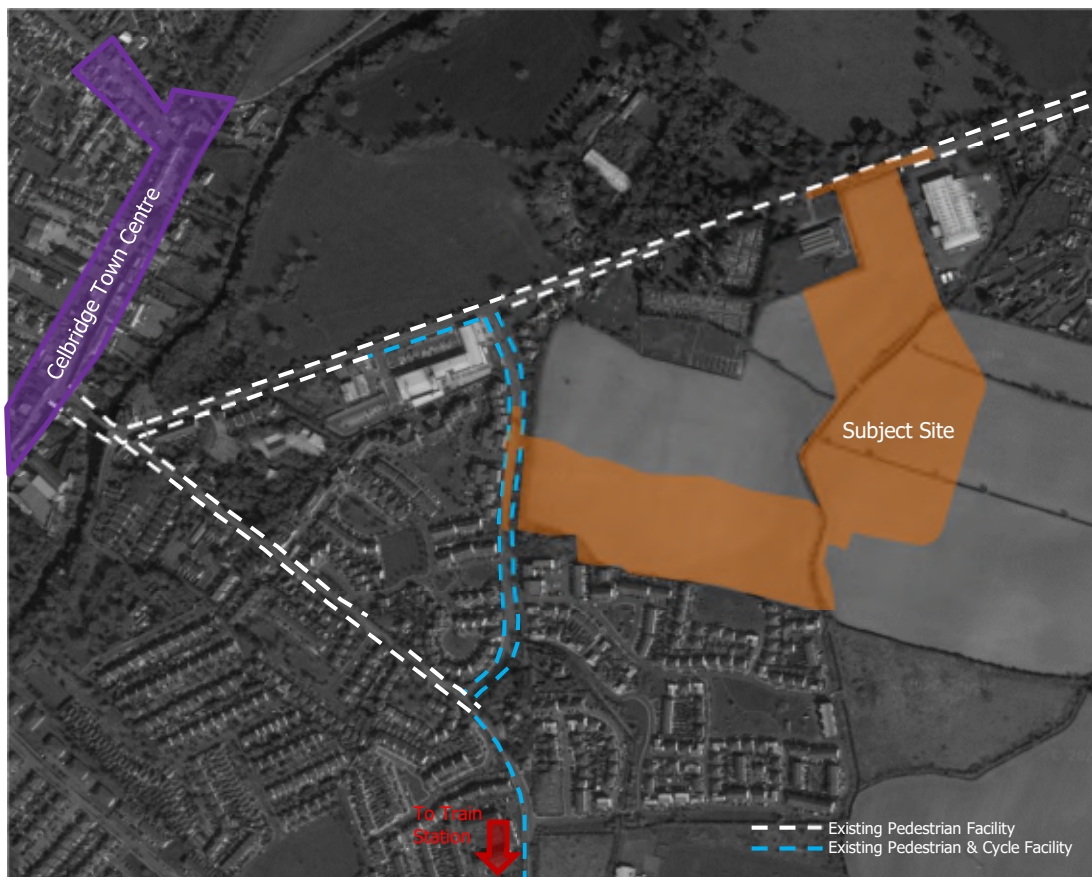 Celbridge Town Centre
Subject Site
To Train
Station
Existing Pedestrian Facility
Existing Pedestrian & Cycle Facility